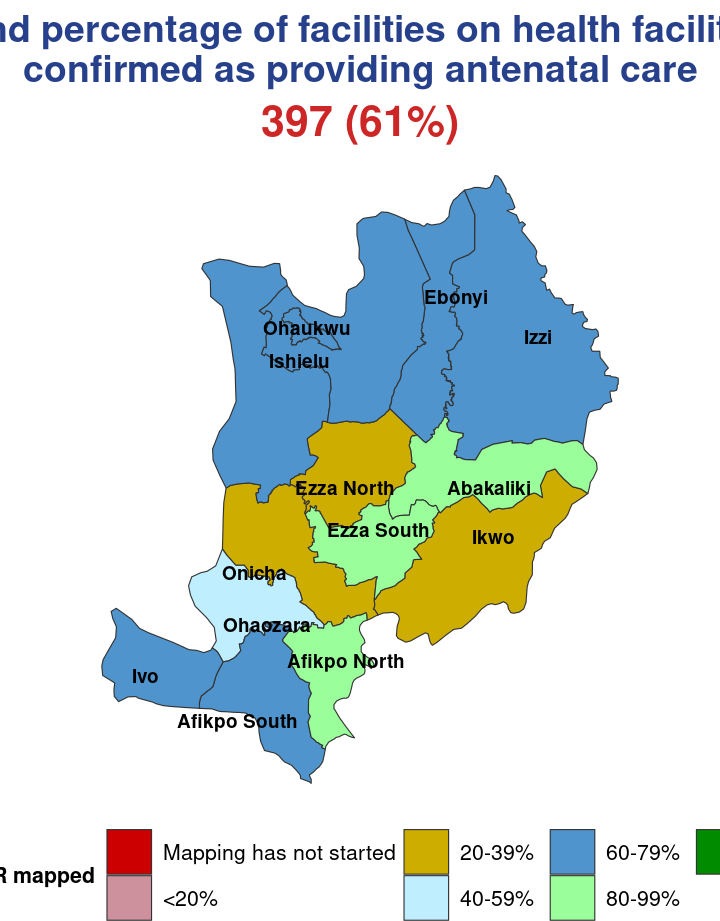 percentage of facilities on health
confirmed as providing antenatal care
397 (61%)
Ebonyi
Ohaukwu
Izzi
Ishielu
Ezza North
Abakaliki
Ezza South
Ikwo
Onicha
Ohaozara
Afikpo North
Ivo
Afikpo South
Mapping has not started
20-39%
60-79%
mapped
<20%
40-59%
80-99%